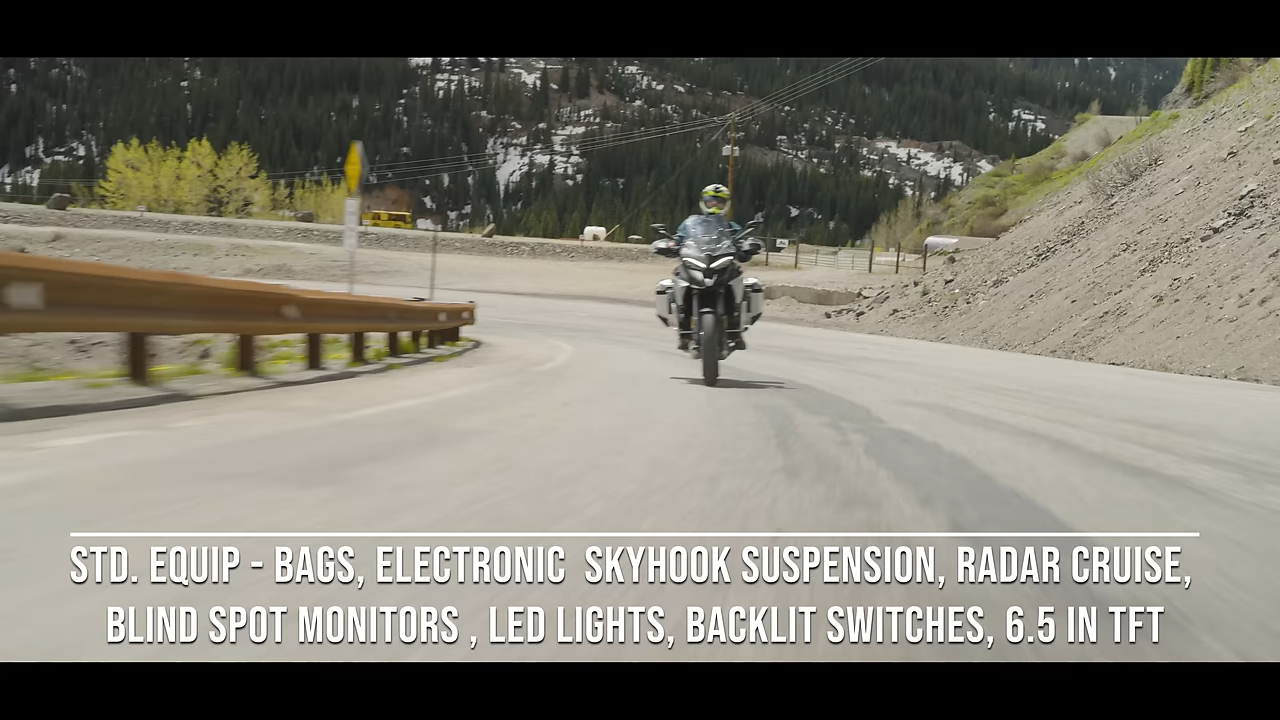 STD. EQUIP - BAGS, ELECTRONIC  SKYHOOK SUSPENSION, RADAR CRUISE,
BLIND SPOT MONITORS , LED LIGHTS, BACKLIT SWITCHES, 6.5 IN TFT